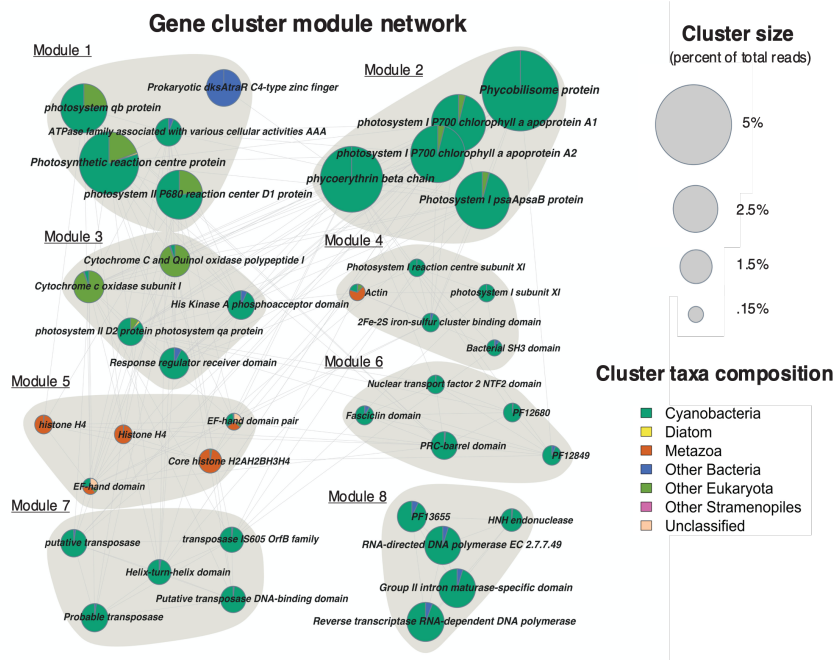 Gene cluster module network
Module 1
Prokaryotic dksAtraR C4-type zinc finger
photosystem qb protein
ATPase family associated with various cellular activities AAA
Photosynthetic reaction centre protein
photosystem II P680 reaction center D1 protein
Module 2
Phycobilisome protein
photosystem I P700 chlorophyll a apoprotein A1
photosystem I P700 chlorophyll a apoprotein A2
phycoerythrin beta chain
Photosystem I psaApsaB protein
Module 3
Cytochrome C and Quinol oxidase polypeptide I
Cytochrome c oxidase subunit I
His Kinase A phosphoacceptor domain
photosystem II D2 protein photosystem qa protein
Response regulator receiver domain
Module 4
Photosystem I reaction centre subunit XI
Actin
photosystem I subunit XI
2Fe-2S iron-sulfur cluster binding domain
Bacterial SH3 domain
Module 5
histone H4
Histone H4
EF-hand domain pair
Core histone H2AH2BH3H4
EF-hand domain
Module 6
Nuclear transport factor 2 NTF2 domain
Fasciclin domain
PF12680
PRC-barrel domain
PF12849
Module 7
putative transposase
transposase IS605 OrfB family
Helix-turn-helix domain
Putative transposase DNA-binding domain
Probable transposase
Module 8
PF13655
HNH endonuclease
RNA-directed DNA polymerase EC 2.7.7.49
Group II intron maturase-specific domain
Reverse transcriptase RNA-dependent DNA polymerase
Cluster size
(percent of total reads)
5%
2.5%
1.5%
.15%
Cluster taxa composition
Cyanobacteria
Diatom
Metazoa
Other Bacteria
Other Eukaryota
Other Stramenopiles
Unclassified